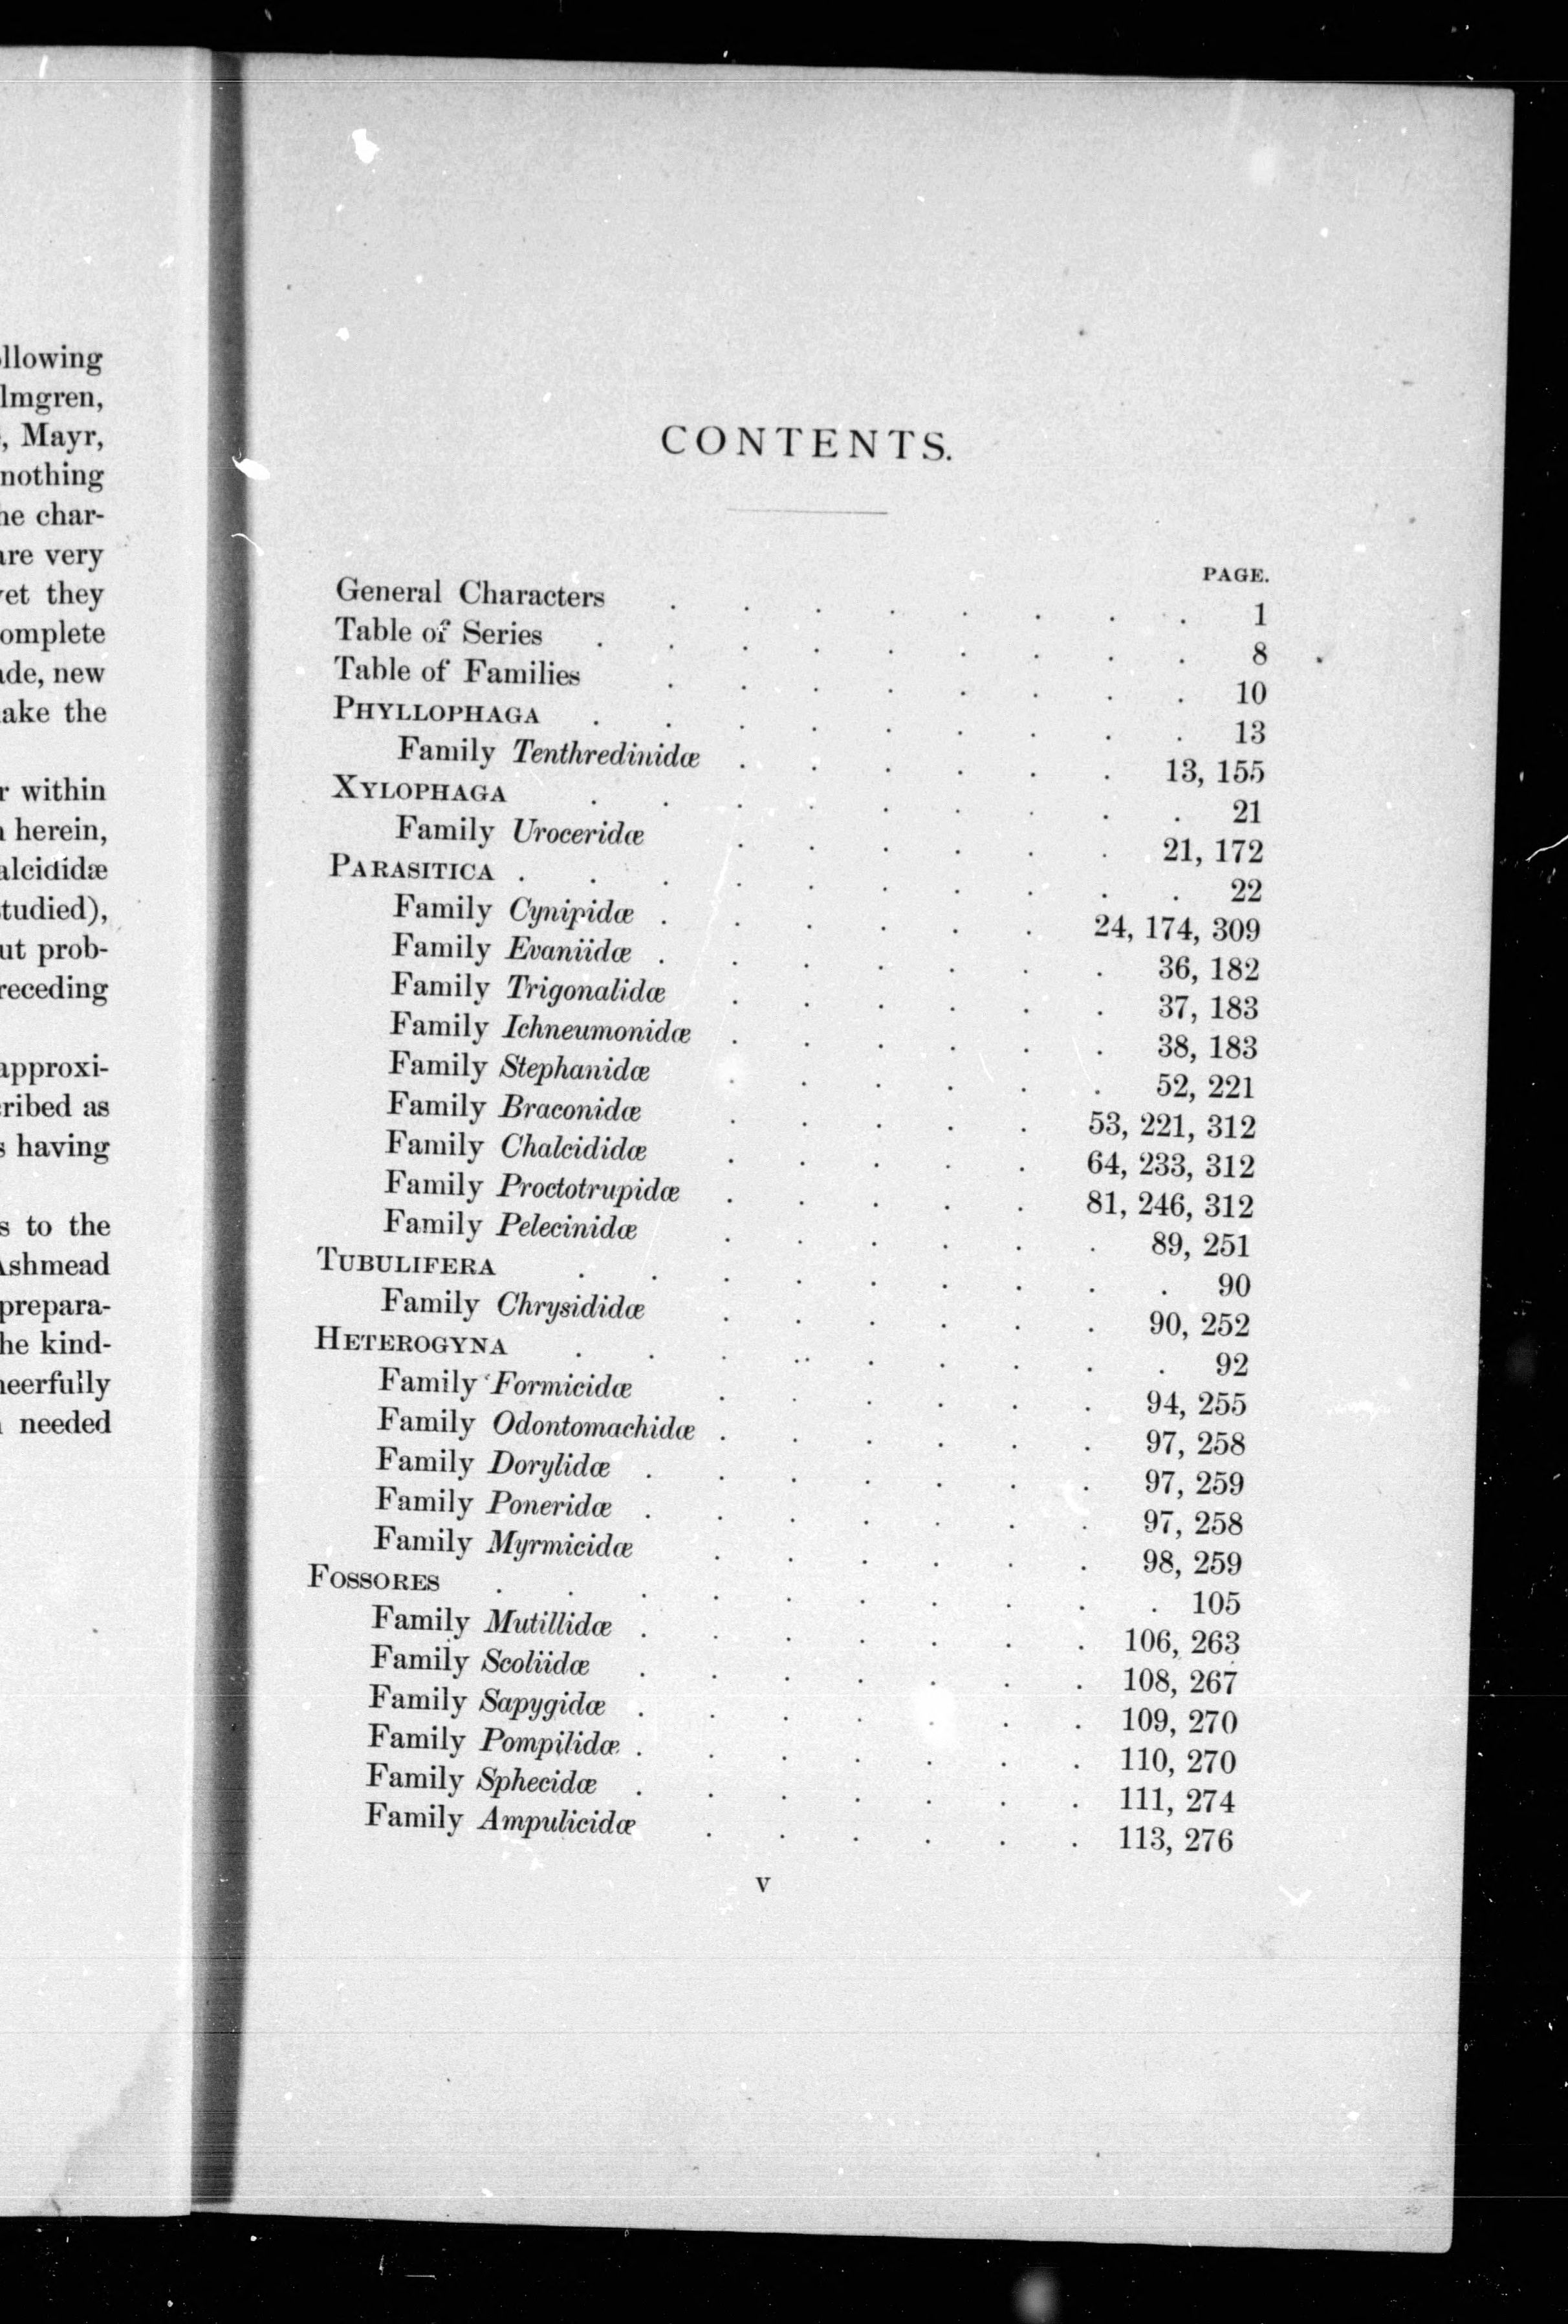 llowing
lmgren,
, Mayr,
nothing
he char-
are very
yet they
omplete
ade, new
ake the
r within
herein,
alcididæ
tudied),
ut prob-
receding
approxi-
cribed as
s having
s to the
Ashmead
prepara-
he kind-
heerfully
needed
CONTENTS.
PAGE.
General Characters . . . . . . . . 1
Table of Series . . . . . . . . . 8
Table of Families . . . . . . . . 10
PHYLLOPHAGA . . . . . . . . . 13
Family Tenthredinidæ . . . . . . 13, 155
XYLOPHAGA . . . . . . . . . 21
Family Uroceridæ . . . . . . 21, 172
PARASITICA . . . . . . . . . . 22
Family Cynipidæ . . . . . . 24, 174, 309
Family Evaniidæ . . . . . . . 36, 182
Family Trigonalidæ . . . . . . 37, 183
Family Ichneumonidæ . . . . . . 38, 183
Family Stephanidæ . . . . . . 52, 221
Family Braconidæ . . . . . 53, 221, 312
Family Chalcididæ . . . . . 64, 233, 312
Family Proctotrupidæ . . . . . 81, 246, 312
Family Pelecinidæ . . . . . . 89, 251
TUBULIFERA . . . . . . . . . 90
Family Chrysididæ . . . . . . 90, 252
HETEROGYNA . . . . . . . . . 92
Family Formicidæ . . . . . . 94, 255
Family Odontomachidæ . . . . . . 97, 258
Family Dorylidæ . . . . . . . 97, 259
Family Poneridæ . . . . . . . 97, 258
Family Myrmicidæ . . . . . . 98, 259
FOSSORES . . . . . . . . . . 105
Family Mutillidæ . . . . . . . 106, 263
Family Scoliidæ . . . . . . . 108, 267
Family Sapygidæ . . . . . . . 109, 270
Family Pompilidæ . . . . . . . 110, 270
Family Sphecidæ . . . . . . . 111, 274
Family Ampulicidæ . . . . . . 113, 276
v